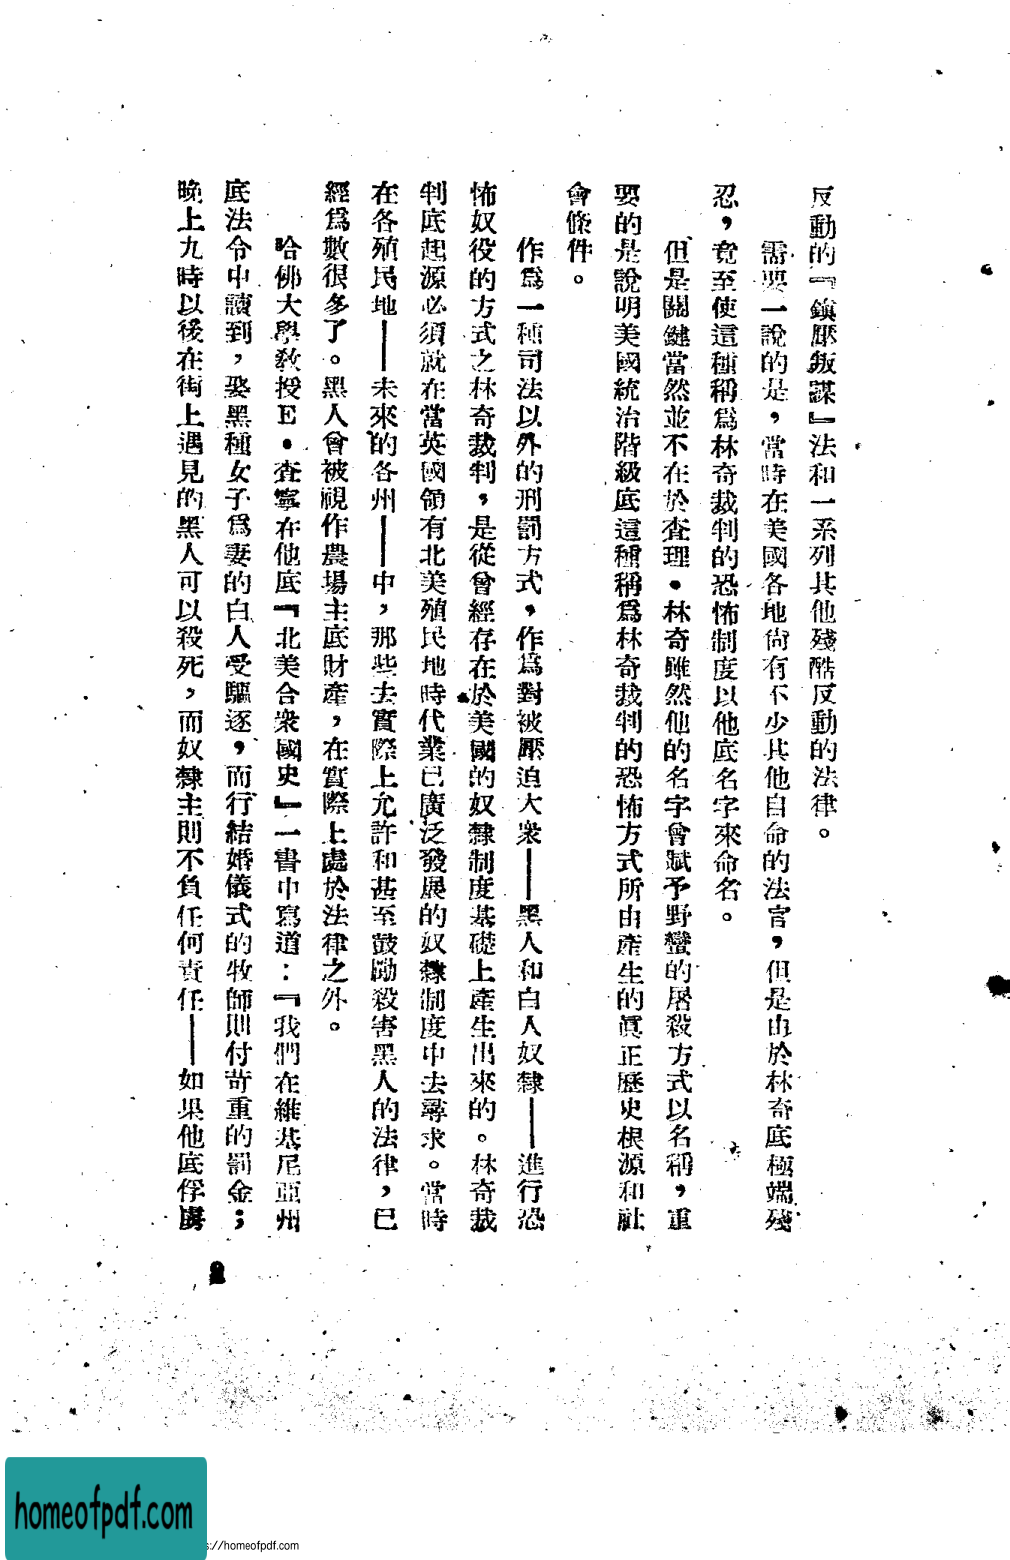 反動的『鎮壓叛謀』法和一系列其他殘酷反動的法律。
需要一說的是，當時在美國各地尙有不少其他自命的法官，但是由於林奇底極端殘
忍，竟至使這種稱爲林奇裁判的恐怖制度以他底名字來命名。
但是關鍵當然並不在於查理•林奇雖然他的名字會賦予野蠻的屠殺方式以名稱，重
要的是說明美國統治階級底這種稱爲林奇裁判的恐怖方式所由產生的眞正歷史根源和社
會條件。
作爲一種司法以外的刑罰方式，作爲對被壓迫大衆——黑人和白人奴隸——進行恐
怖奴役的方式之林奇裁判，是從曾經存在於美國的奴隸制度基礎上產生出來的。林奇裁
判底起源必須就在當英國領有北美殖民地時代業已廣泛發展的奴隸制度中去尋求。當時
在各殖民地——未來的各州——中，那些去實際上允許和甚至鼓勵殺害黑人的法律，已
經爲數很多了。黑人會被視作農場主底財產，在實際上處於法律之外。
哈佛大學敎授E•查寧在他底『北美合衆國史』一書中寫道：『我們在維基尼亞州
底法令中讀到，娶黑種女子爲妻的白人受驅逐，而行結婚儀式的牧師則付苛重的罰金；
晚上九時以後在街上遇見的黑人可以殺死，而奴隸主則不負任何責任——如果他底俘虜
2
homeofpdf.com
s://homeofpdf.com